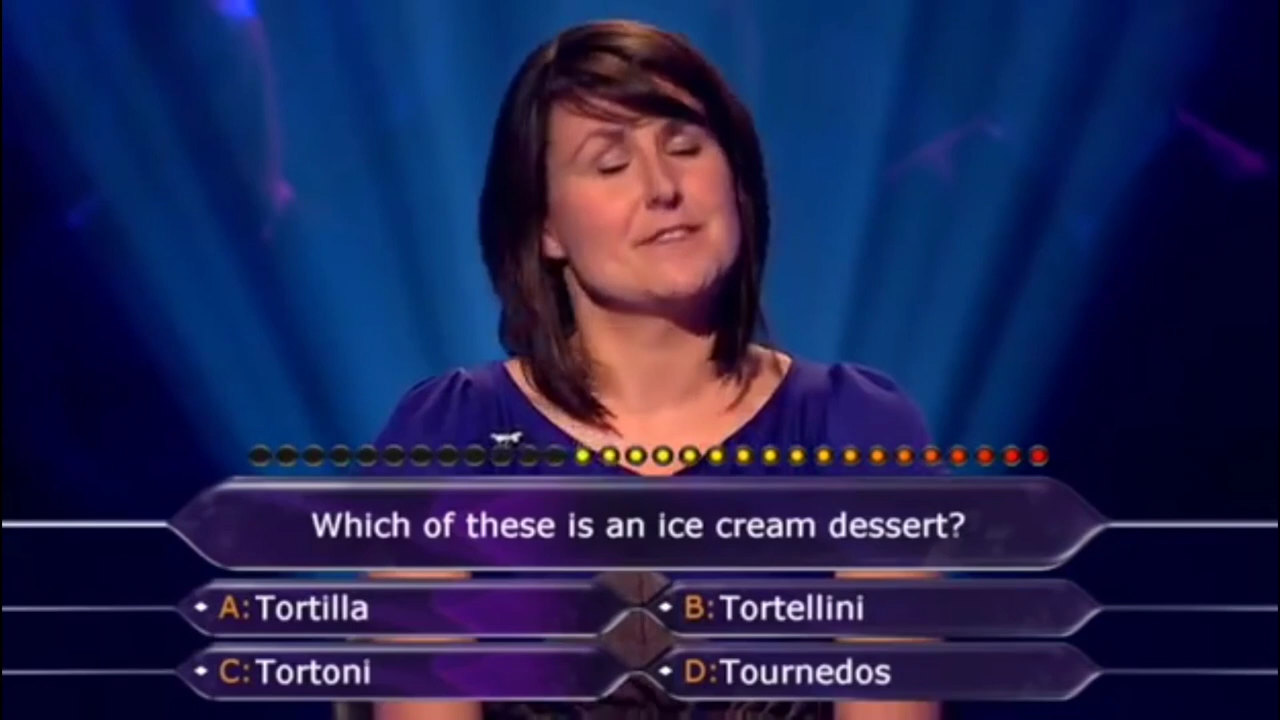 Which of these is an ice cream dessert?
A: Tortilla
B: Tortellini
C: Tortoni
D: Tournedos